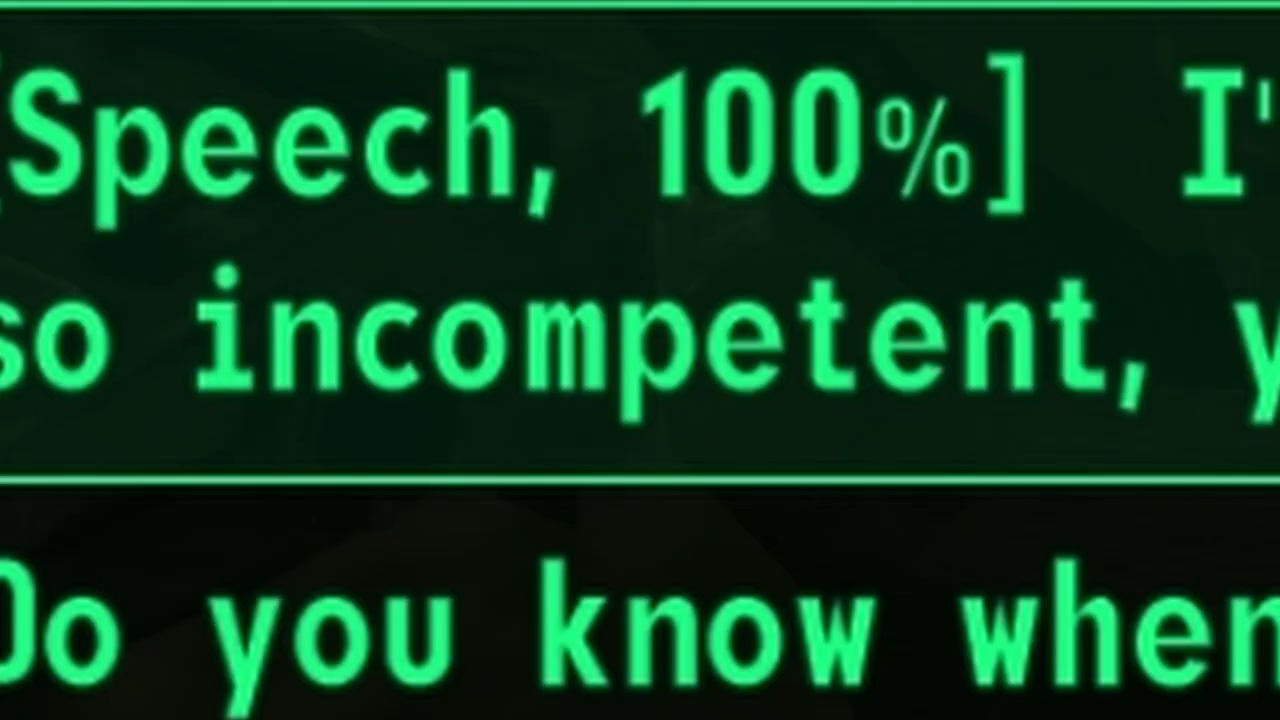 [Speech, 100%] I'
so incompetent, y
Do you know when